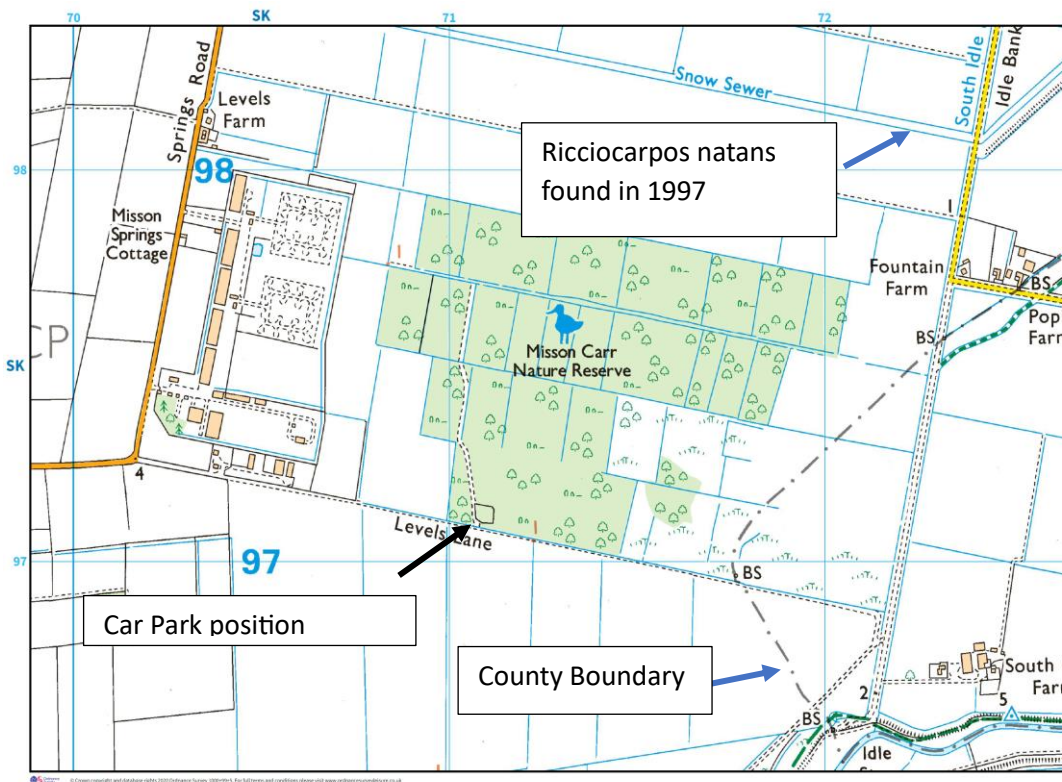 70
SK
71
72
Springs Road
Levels
Farm
Snow Sewer
South Idle
Idle Bank
Ricciocarpos natans
found in 1997
98
98
Misson
Springs
Cottage
1
Fountain
Farm
BS
Pop
Farm
BS
CP
SK
Misson Carr
Nature Reserve
4
Levels Lane
97
97
BS
Car Park position
County Boundary
South
Farm
2
5
BS
Idle